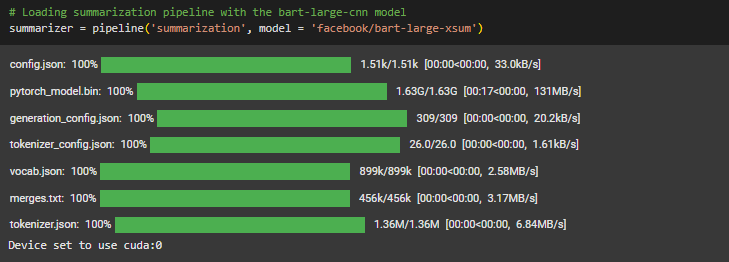 # Loading summarization pipeline with the bart-large-cnn model
summarizer = pipeline('summarization', model = 'facebook/bart-large-xsum')
config.json: 100% 1.51k/1.51k [00:00<00:00, 33.0kB/s]
pytorch_model.bin: 100% 1.63G/1.63G [00:17<00:00, 131MB/s]
generation_config.json: 100% 309/309 [00:00<00:00, 20.2kB/s]
tokenizer_config.json: 100% 26.0/26.0 [00:00<00:00, 1.61kB/s]
vocab.json: 100% 899k/899k [00:00<00:00, 2.58MB/s]
merges.txt: 100% 456k/456k [00:00<00:00, 3.17MB/s]
tokenizer.json: 100% 1.36M/1.36M [00:00<00:00, 6.84MB/s]
Device set to use cuda:0